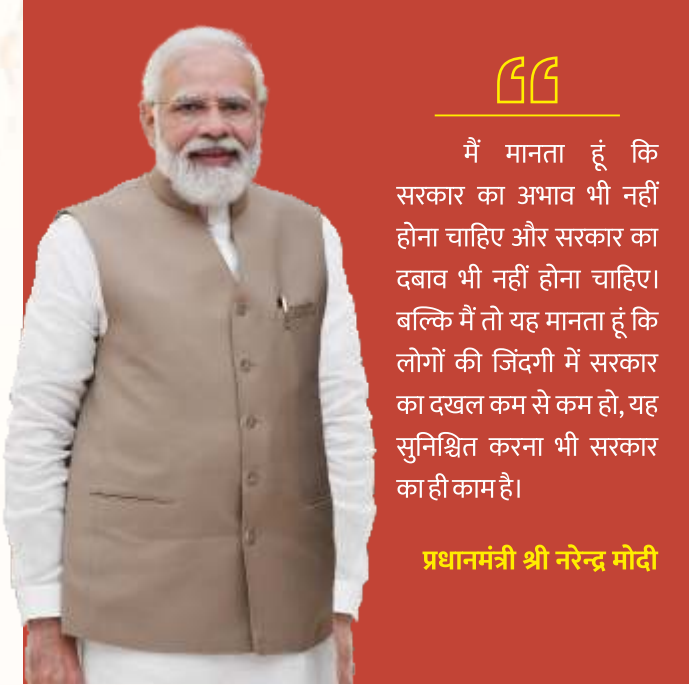 मैं मानता हूं कि
सरकार का अभाव भी नहीं
होना चाहिए और सरकार का
दबाव भी नहीं होना चाहिए।
बल्कि मैं तो यह मानता हूं कि
लोगों की जिंदगी में सरकार
का दखल कम से कम हो, यह
सुनिश्चित करना भी सरकार
का ही काम है।
प्रधानमंत्री श्री नरेन्द्र मोदी